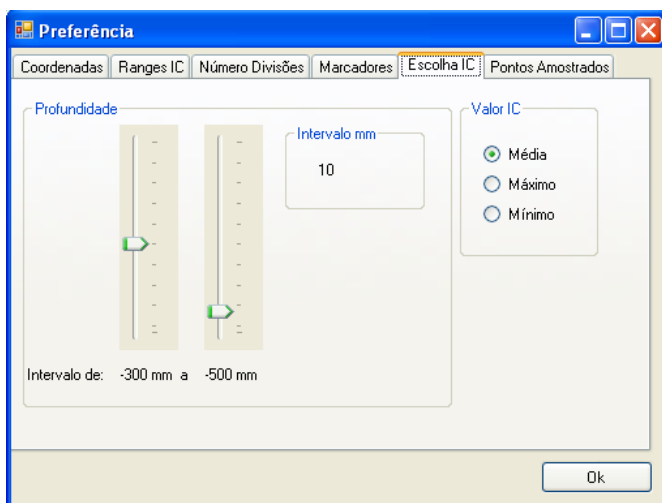 Preferência
Coordenadas Ranges IC Número Divisões Marcadores Escolha IC Pontos Amostrados
Profundidade
Intervalo mm
10
Intervalo de: -300 mm a -500 mm
Valor IC
Média
Máximo
Mínimo
Ok